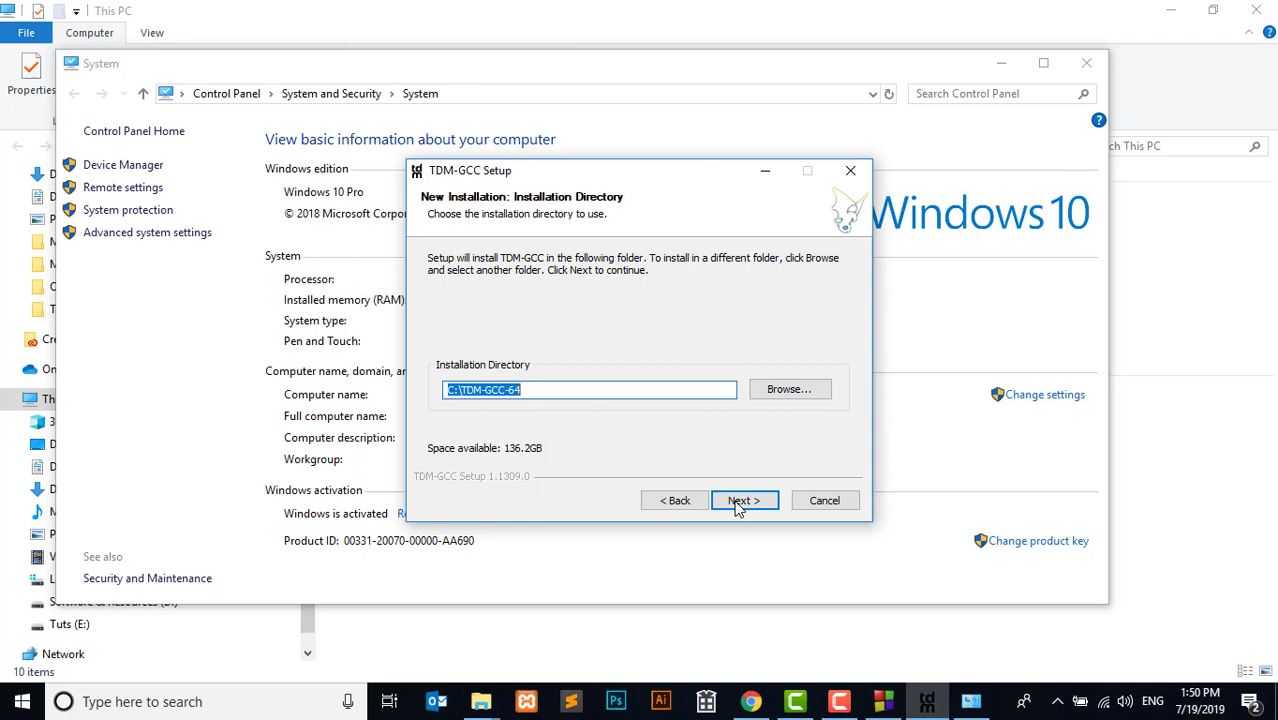 This PC
File
Computer
View
Properties
System
Control Panel > System and Security > System
Search Control Panel
Control Panel Home
Device Manager
Remote settings
System protection
Advanced system settings
View basic information about your computer
Windows edition
Windows 10 Pro
© 2018 Microsoft Corpor
System
Processor:
Installed memory (RAM)
System type:
Pen and Touch:
Computer name, domain,
Computer name:
Full computer name:
Computer description:
Workgroup:
Windows activation
Windows is activated
Product ID: 00331-20070-00000-AA690
Windows 10
Change settings
Change product key
See also
Security and Maintenance
ch This PC
TDM-GCC Setup
New Installation: Installation Directory
Choose the installation directory to use.
Setup will install TDM-GCC in the following folder. To install in a different folder, click Browse
and select another folder. Click Next to continue.
Installation Directory
C:\TDM-GCC-64
Browse...
Space available: 136.2GB
TDM-GCC Setup 1.1309.0
< Back
Next >
Cancel
Tuts (E:)
Network
10 items
Type here to search
Ps
Ai
tdm
ENG
1:50 PM
7/19/2019
2